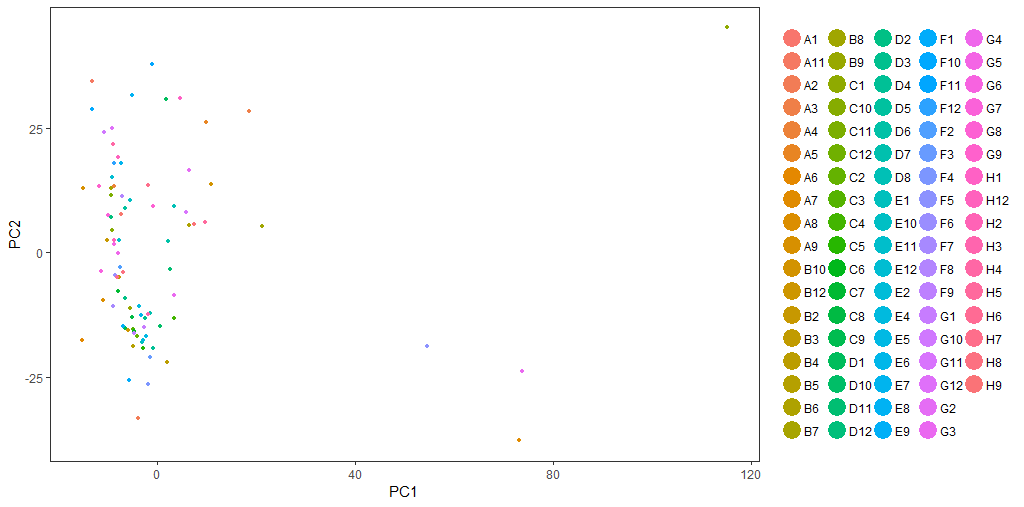 25
0
-25
PC2
0
40
80
120
PC1
A1
A11
A2
A3
A4
A5
A6
A7
A8
A9
B10
B12
B2
B3
B4
B5
B6
B7
B8
B9
C1
C10
C11
C12
C2
C3
C4
C5
C6
C7
C8
C9
D1
D10
D11
D12
D2
D3
D4
D5
D6
D7
D8
E1
E10
E11
E12
E2
E4
E5
E6
E7
E8
E9
F1
F10
F11
F12
F2
F3
F4
F5
F6
F7
F8
F9
G1
G10
G11
G12
G2
G3
G4
G5
G6
G7
G8
G9
H1
H12
H2
H3
H4
H5
H6
H7
H8
H9